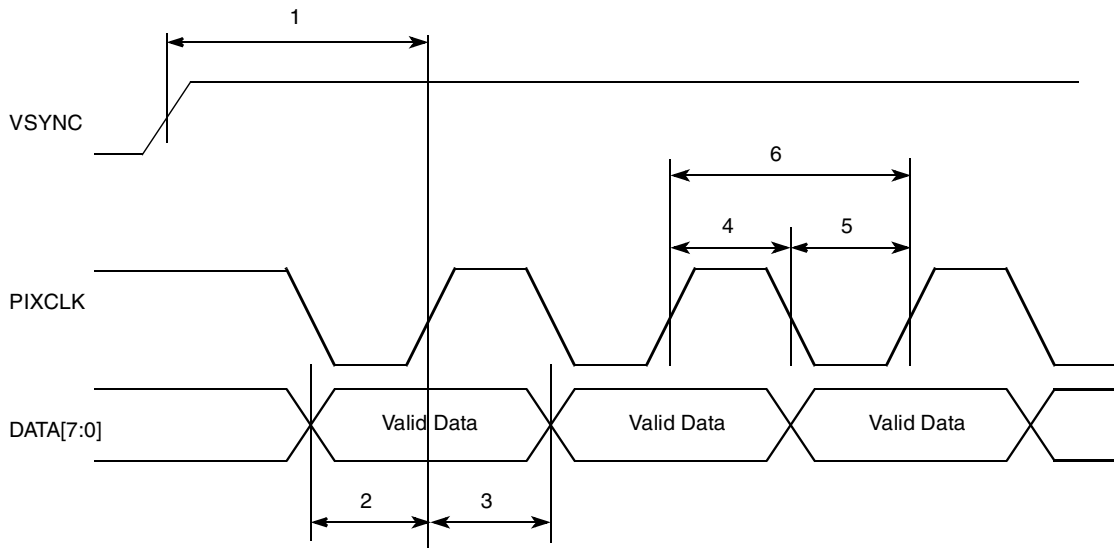 1
VSYNC
6
4
5
PIXCLK
DATA[7:0]
Valid Data
Valid Data
Valid Data
2
3